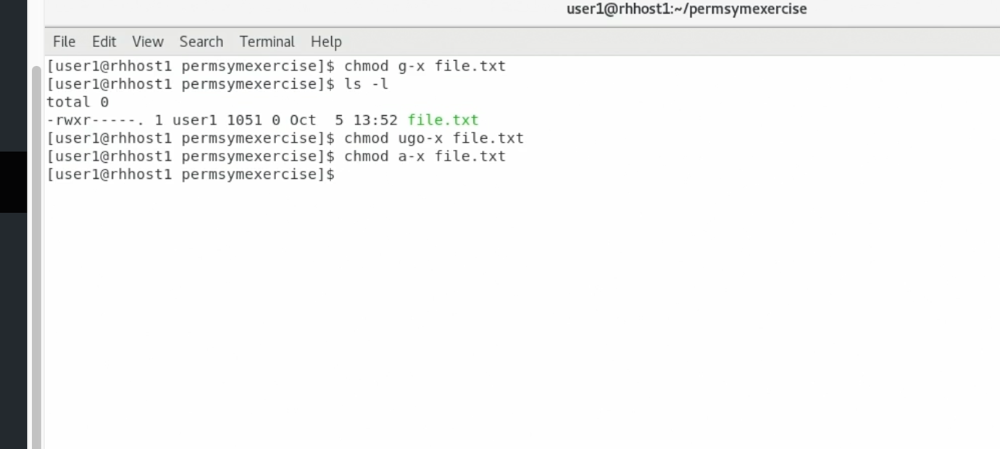 user1@rhhost1:~/permsymexercise
File Edit View Search Terminal Help
[user1@rhhost1 permsymexercise]$ chmod g-x file.txt
[user1@rhhost1 permsymexercise]$ ls -l
total 0
-rwxr-----. 1 user1 1051 0 Oct  5 13:52 file.txt
[user1@rhhost1 permsymexercise]$ chmod ugo-x file.txt
[user1@rhhost1 permsymexercise]$ chmod a-x file.txt
[user1@rhhost1 permsymexercise]$